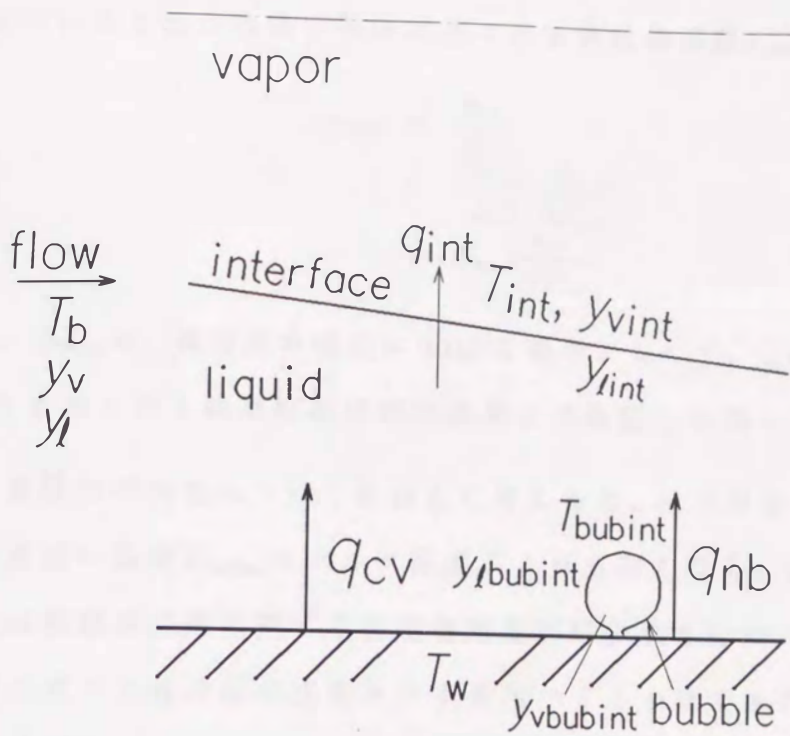 vapor
flow
T_b
y_v
y_ℓ
interface
q_int
T_int, y_vint
y_ℓint
liquid
q_cv
T_bubint
y_ℓbubint
q_nb
T_w
y_vbubint bubble